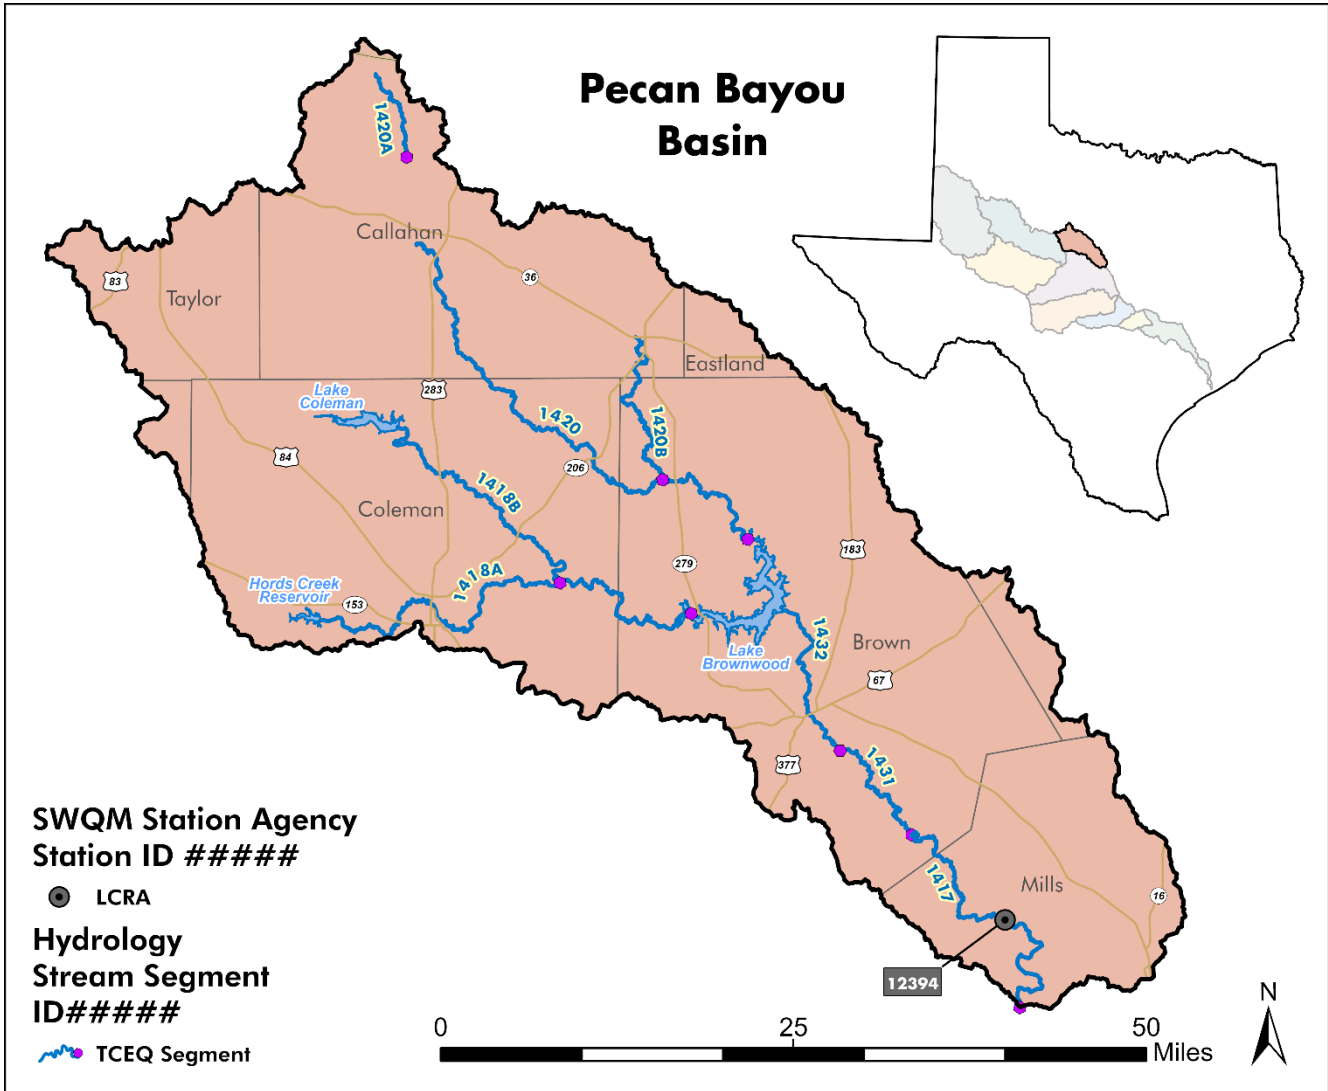 Pecan Bayou
Basin
1420A
Callahan
83
Taylor
36
Eastland
Lake
Coleman
283
1420
1420B
84
206
1418B
Coleman
279
183
Hords Creek
Reservoir
153
1418A
1432
Brown
Lake
Brownwood
67
377
1431
1417
Mills
16
12394
SWQM Station Agency
Station ID #####
LCRA
Hydrology
Stream Segment
ID#####
TCEQ Segment
0
25
50
Miles
N